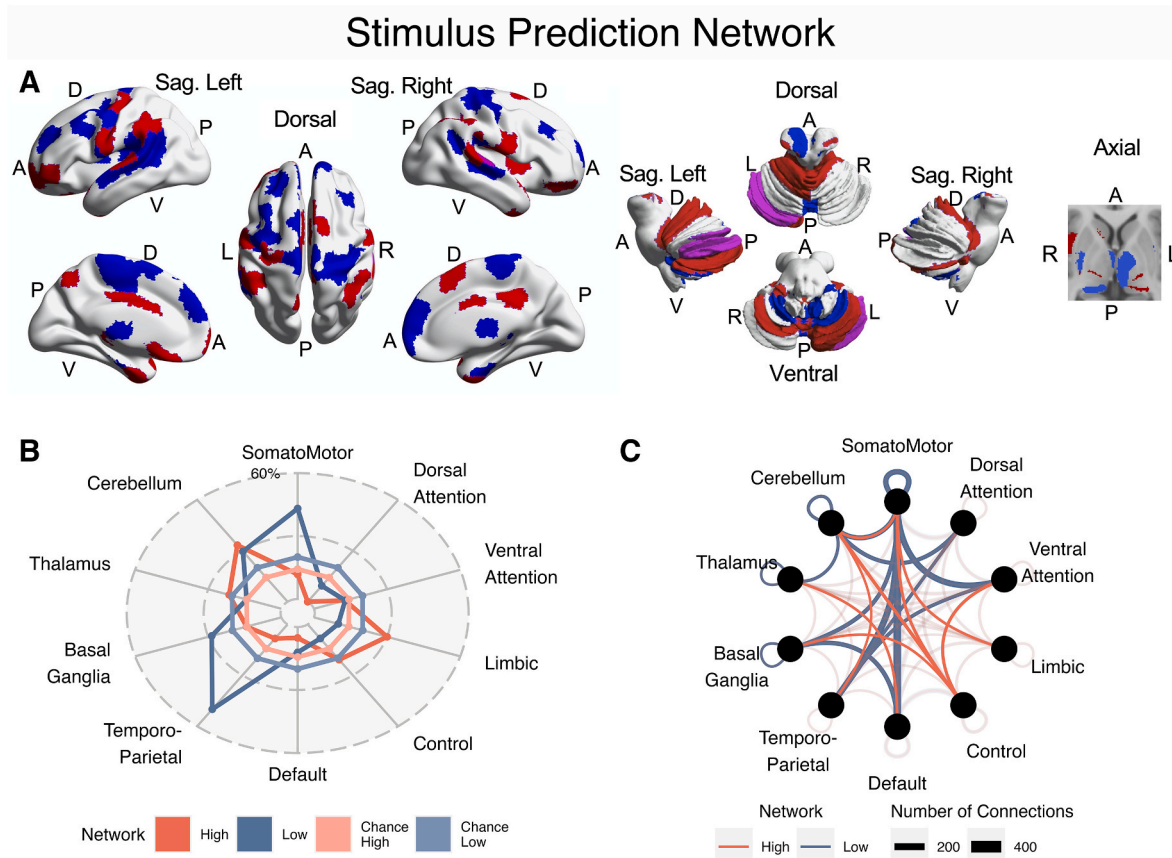 Stimulus Prediction Network
A
D
Sag. Left
P
A
V
Dorsal
A
L
R
P
Sag. Right
D
P
A
V
D
P
A
V
D
P
A
V
Dorsal
A
L
R
P
Sag. Left
D
A
P
V
A
R
L
P
Ventral
Sag. Right
D
P
A
V
Axial
A
R
L
P
B
SomatoMotor
60%
Dorsal
Attention
Ventral
Attention
Limbic
Control
Default
Temporo-
Parietal
Basal
Ganglia
Thalamus
Cerebellum
Network
High
Low
Chance
High
Chance
Low
C
SomatoMotor
Dorsal
Attention
Ventral
Attention
Limbic
Control
Default
Temporo-
Parietal
Basal
Ganglia
Thalamus
Cerebellum
Network
High
Low
Number of Connections
200
400